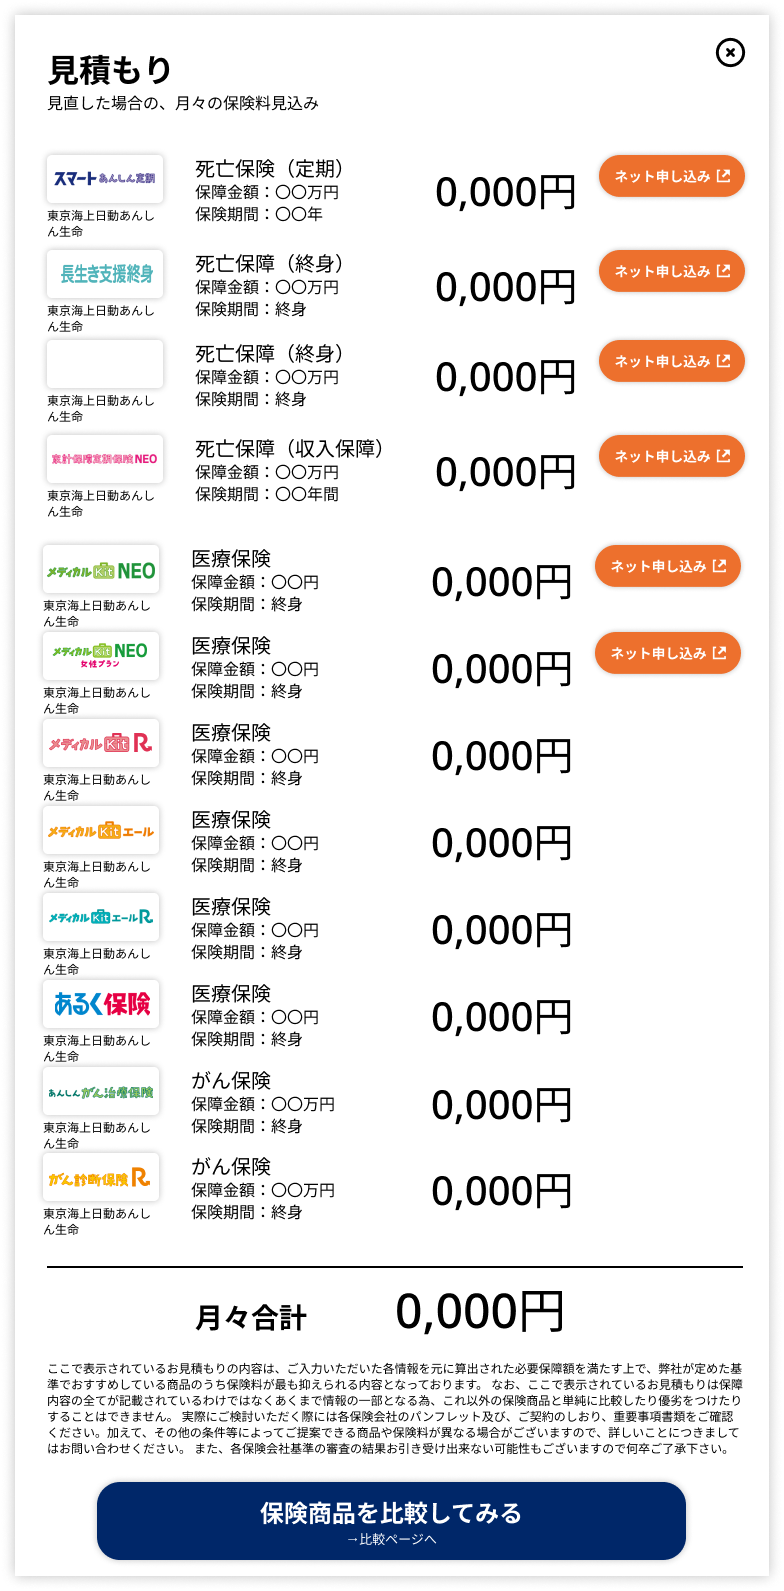 見積もり
見直した場合の、月々の保険料見込み
スマートあんしん定期
東京海上日動あんし
ん生命
死亡保険（定期）
保障金額：〇〇万円
保険期間：〇〇年
0,000円
ネット申し込み
長生き支援終身
東京海上日動あんし
ん生命
死亡保障（終身）
保障金額：〇〇万円
保険期間：終身
0,000円
ネット申し込み
東京海上日動あんし
ん生命
死亡保障（終身）
保障金額：〇〇万円
保険期間：終身
0,000円
ネット申し込み
家計保障定期保険NEO
東京海上日動あんし
ん生命
死亡保障（収入保障）
保障金額：〇〇万円
保険期間：〇〇年間
0,000円
ネット申し込み
メディカルKit NEO
東京海上日動あんし
ん生命
医療保険
保障金額：〇〇円
保険期間：終身
0,000円
ネット申し込み
メディカルKit NEO
女性プラン
東京海上日動あんし
ん生命
医療保険
保障金額：〇〇円
保険期間：終身
0,000円
ネット申し込み
メディカルKit R
東京海上日動あんし
ん生命
医療保険
保障金額：〇〇円
保険期間：終身
0,000円
メディカルKitエール
東京海上日動あんし
ん生命
医療保険
保障金額：〇〇円
保険期間：終身
0,000円
メディカルKitエールR
東京海上日動あんし
ん生命
医療保険
保障金額：〇〇円
保険期間：終身
0,000円
あるく保険
東京海上日動あんし
ん生命
医療保険
保障金額：〇〇円
保険期間：終身
0,000円
あんしんがん治療保険
東京海上日動あんし
ん生命
がん保険
保障金額：〇〇万円
保険期間：終身
0,000円
がん診断保険R
東京海上日動あんし
ん生命
がん保険
保障金額：〇〇万円
保険期間：終身
0,000円
月々合計 0,000円
ここで表示されているお見積もりの内容は、ご入力いただいた各情報を元に算出された必要保障額を満たす上で、弊社が定めた基
準でおすすめしている商品のうち保険料が最も抑えられる内容となっております。 なお、ここで表示されているお見積もりは保障
内容の全てが記載されているわけではなくあくまで情報の一部となる為、これ以外の保険商品と単純に比較したり優劣をつけたり
することはできません。 実際にご検討いただく際には各保険会社のパンフレット及び、ご契約のしおり、重要事項書類をご確認
ください。加えて、その他の条件等によってご提案できる商品や保険料が異なる場合がございますので、詳しいことにつきまして
はお問い合わせください。 また、各保険会社基準の審査の結果お引き受け出来ない可能性もございますので何卒ご了承下さい。
保険商品を比較してみる
→比較ページへ